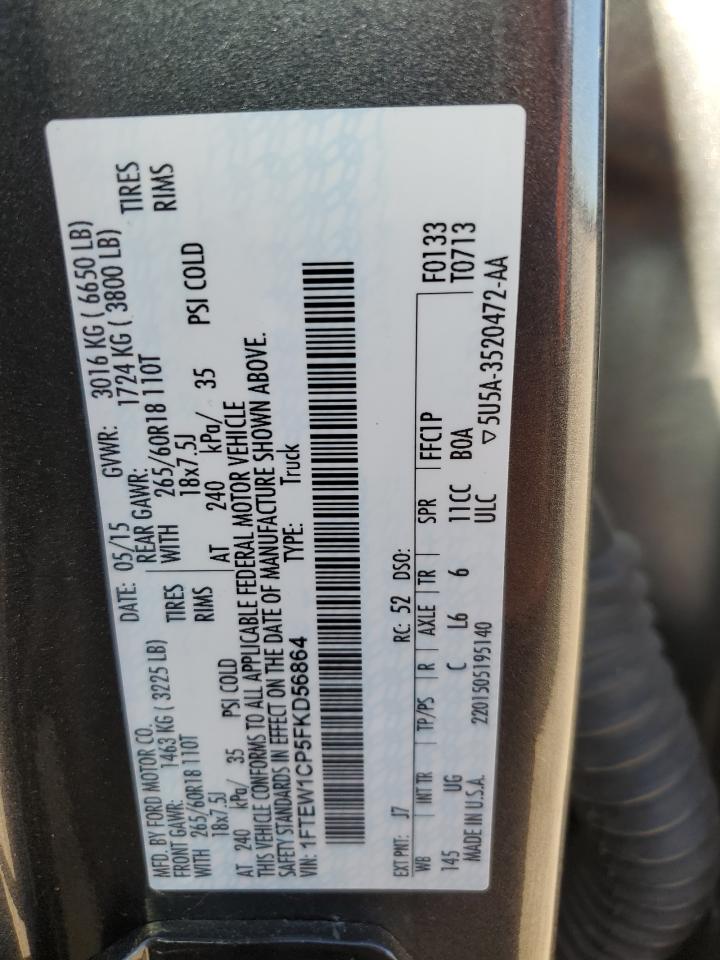 MFD. BY FORD MOTOR CO. DATE: 05/15 GVWR: 3016 KG ( 6650 LB)
FRONT GAWR: 1463 KG ( 3225 LB) REAR GAWR: 1724 KG ( 3800 LB)
WITH 265/60R18 110T TIRES WITH 265/60R18 110T TIRES
18x7.5J RIMS 18x7.5J RIMS
AT 240 kPa/ 35 PSI COLD AT 240 kPa/ 35 PSI COLD
THIS VEHICLE CONFORMS TO ALL APPLICABLE FEDERAL MOTOR VEHICLE
SAFETY STANDARDS IN EFFECT ON THE DATE OF MANUFACTURE SHOWN ABOVE.
VIN: 1FTEW1CP5FKD56864 TYPE: Truck
EXT PNT: J7 RC: 52 DSO: F0133
WB INT TR TP/PS R AXLE TR SPR FFC1P T0713
145 UG C L6 6 11CC BOA
ULC
MADE IN U.S.A. 2201505195140 ▽5U5A-3520472-AA